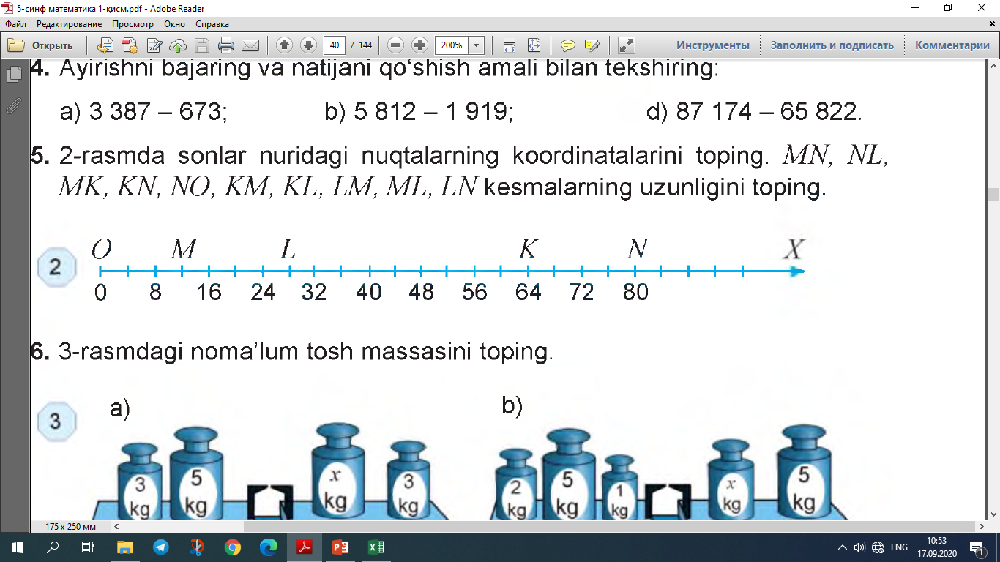 5-синф математика 1-қисм.pdf - Adobe Reader
Файл Редактирование Просмотр Окно Справка
Открыть 40 / 144 200% Инструменты Заполнить и подписать Комментарии
4. Ayirishni bajaring va natijani qo‘shish amali bilan tekshiring:
a) 3 387 – 673; b) 5 812 – 1 919; d) 87 174 – 65 822.
5. 2-rasmda sonlar nuridagi nuqtalarning koordinatalarini toping. MN, NL,
MK, KN, NO, KM, KL, LM, ML, LN kesmalarning uzunligini toping.
O M L K N X
2
0 8 16 24 32 40 48 56 64 72 80
6. 3-rasmdagi noma’lum tosh massasini toping.
3 a) b)
3 kg 5 kg x kg 3 kg 2 kg 5 kg 1 kg x kg 5 kg
175 x 250 мм
ENG 10:53
17.09.2020 1